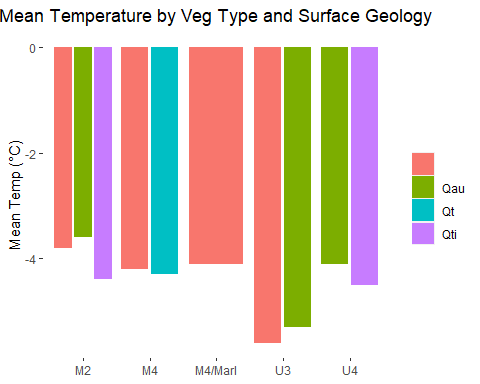 Mean Temperature by Veg Type and Surface Geology
Mean Temp (°C)
0
-2
-4
M2
M4
M4/Marl
U3
U4
Qau
Qt
Qti